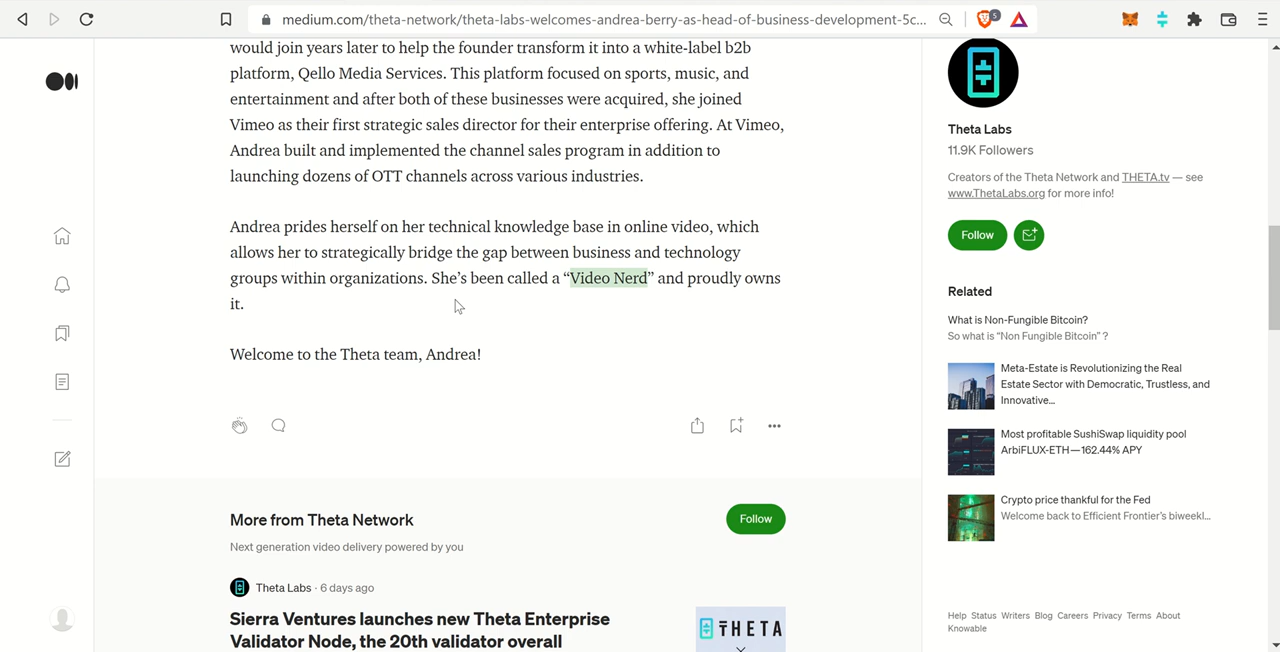 medium.com/theta-network/theta-labs-welcomes-andrea-berry-as-head-of-business-development-5c...
5
would join years later to help the founder transform it into a white-label b2b
platform, Qello Media Services. This platform focused on sports, music, and
entertainment and after both of these businesses were acquired, she joined
Vimeo as their first strategic sales director for their enterprise offering. At Vimeo,
Andrea built and implemented the channel sales program in addition to
launching dozens of OTT channels across various industries.
Andrea prides herself on her technical knowledge base in online video, which
allows her to strategically bridge the gap between business and technology
groups within organizations. She’s been called a “Video Nerd” and proudly owns
it.
Welcome to the Theta team, Andrea!
More from Theta Network
Follow
Next generation video delivery powered by you
Theta Labs · 6 days ago
Sierra Ventures launches new Theta Enterprise
Validator Node, the 20th validator overall
THETA
Theta Labs
11.9K Followers
Creators of the Theta Network and THETA.tv — see
www.ThetaLabs.org for more info!
Follow
Related
What is Non-Fungible Bitcoin?
So what is “Non Fungible Bitcoin” ?
Meta-Estate is Revolutionizing the Real
Estate Sector with Democratic, Trustless, and
Innovative...
Most profitable SushiSwap liquidity pool
ArbiFLUX-ETH — 162.44% APY
Crypto price thankful for the Fed
Welcome back to Efficient Frontier’s biweekl...
Help Status Writers Blog Careers Privacy Terms About
Knowable